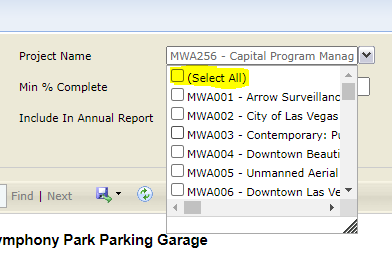 Project Name
MWA256 - Capital Program Manag
(Select All)
Min % Complete
MWA001 - Arrow Surveillanc
MWA002 - City of Las Vegas
Include In Annual Report
MWA003 - Contemporary: Pu
MWA004 - Downtown Beauti
MWA005 - Unmanned Aerial
MWA006 - Downtown Las Ve
Find | Next
ymphony Park Parking Garage